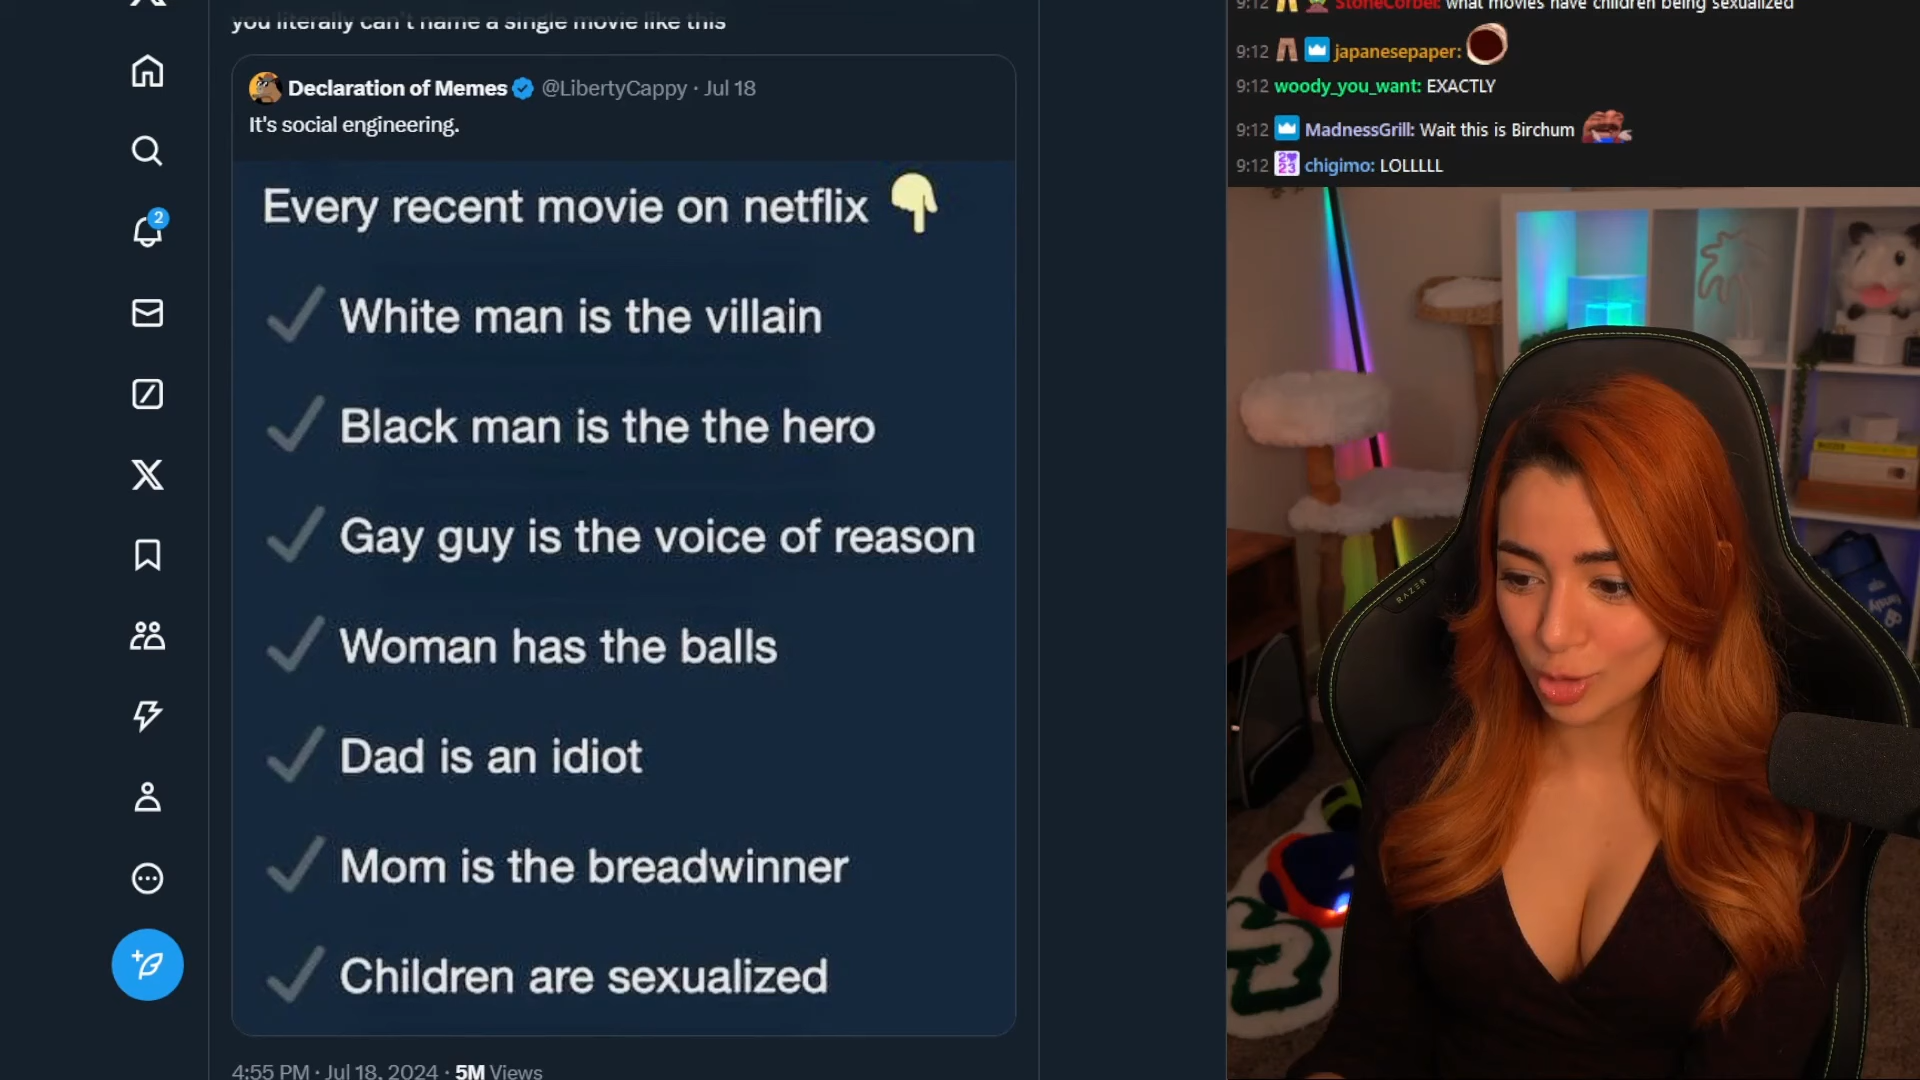 you literally can't name a single movie like this
Declaration of Memes @LibertyCappy · Jul 18
It's social engineering.
Every recent movie on netflix
White man is the villain
Black man is the the hero
Gay guy is the voice of reason
Woman has the balls
Dad is an idiot
Mom is the breadwinner
Children are sexualized
4:55 PM · Jul 18, 2024 · 5M Views
2
9:12 StoneCorbel: what movies have children being sexualized
9:12 japanesepaper:
9:12 woody_you_want: EXACTLY
9:12 MadnessGrill: Wait this is Birchum
9:12 chigimo: LOLLLLL
RAZER